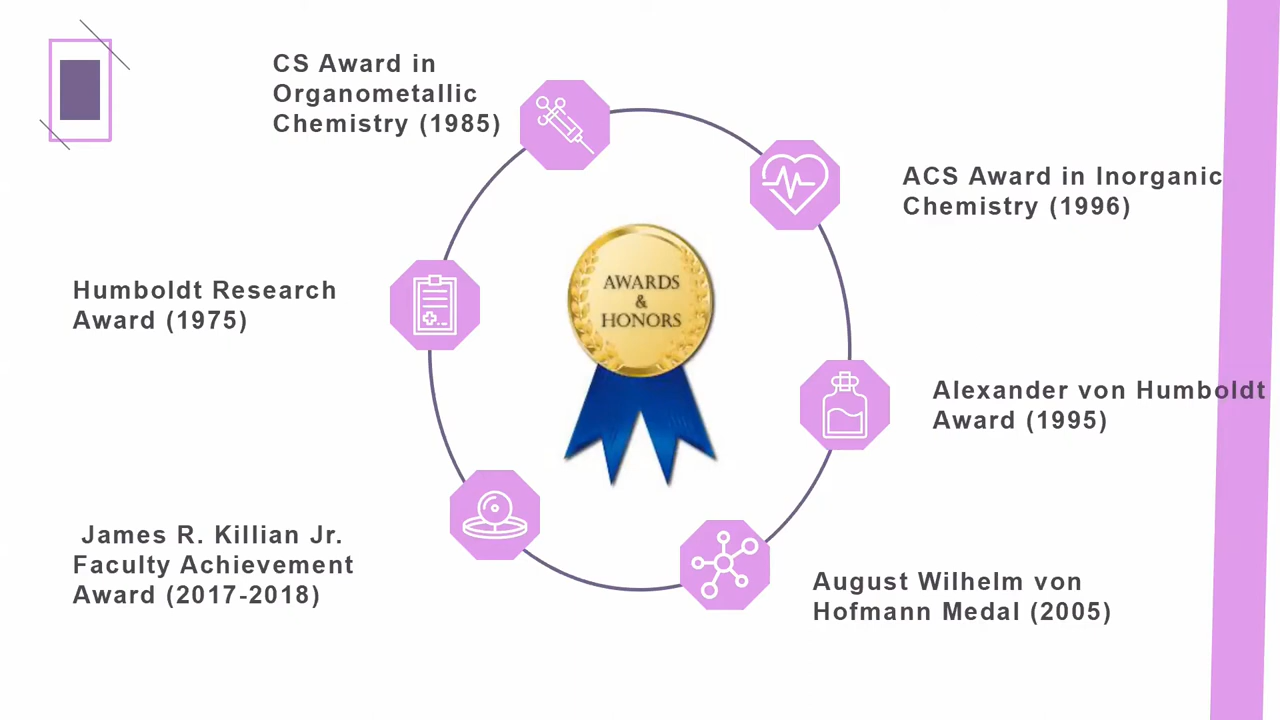 CS Award in
Organometallic
Chemistry (1985)
ACS Award in Inorganic
Chemistry (1996)
Humboldt Research
Award (1975)
AWARDS
&
HONORS
Alexander von Humboldt
Award (1995)
James R. Killian Jr.
Faculty Achievement
Award (2017-2018)
August Wilhelm von
Hofmann Medal (2005)